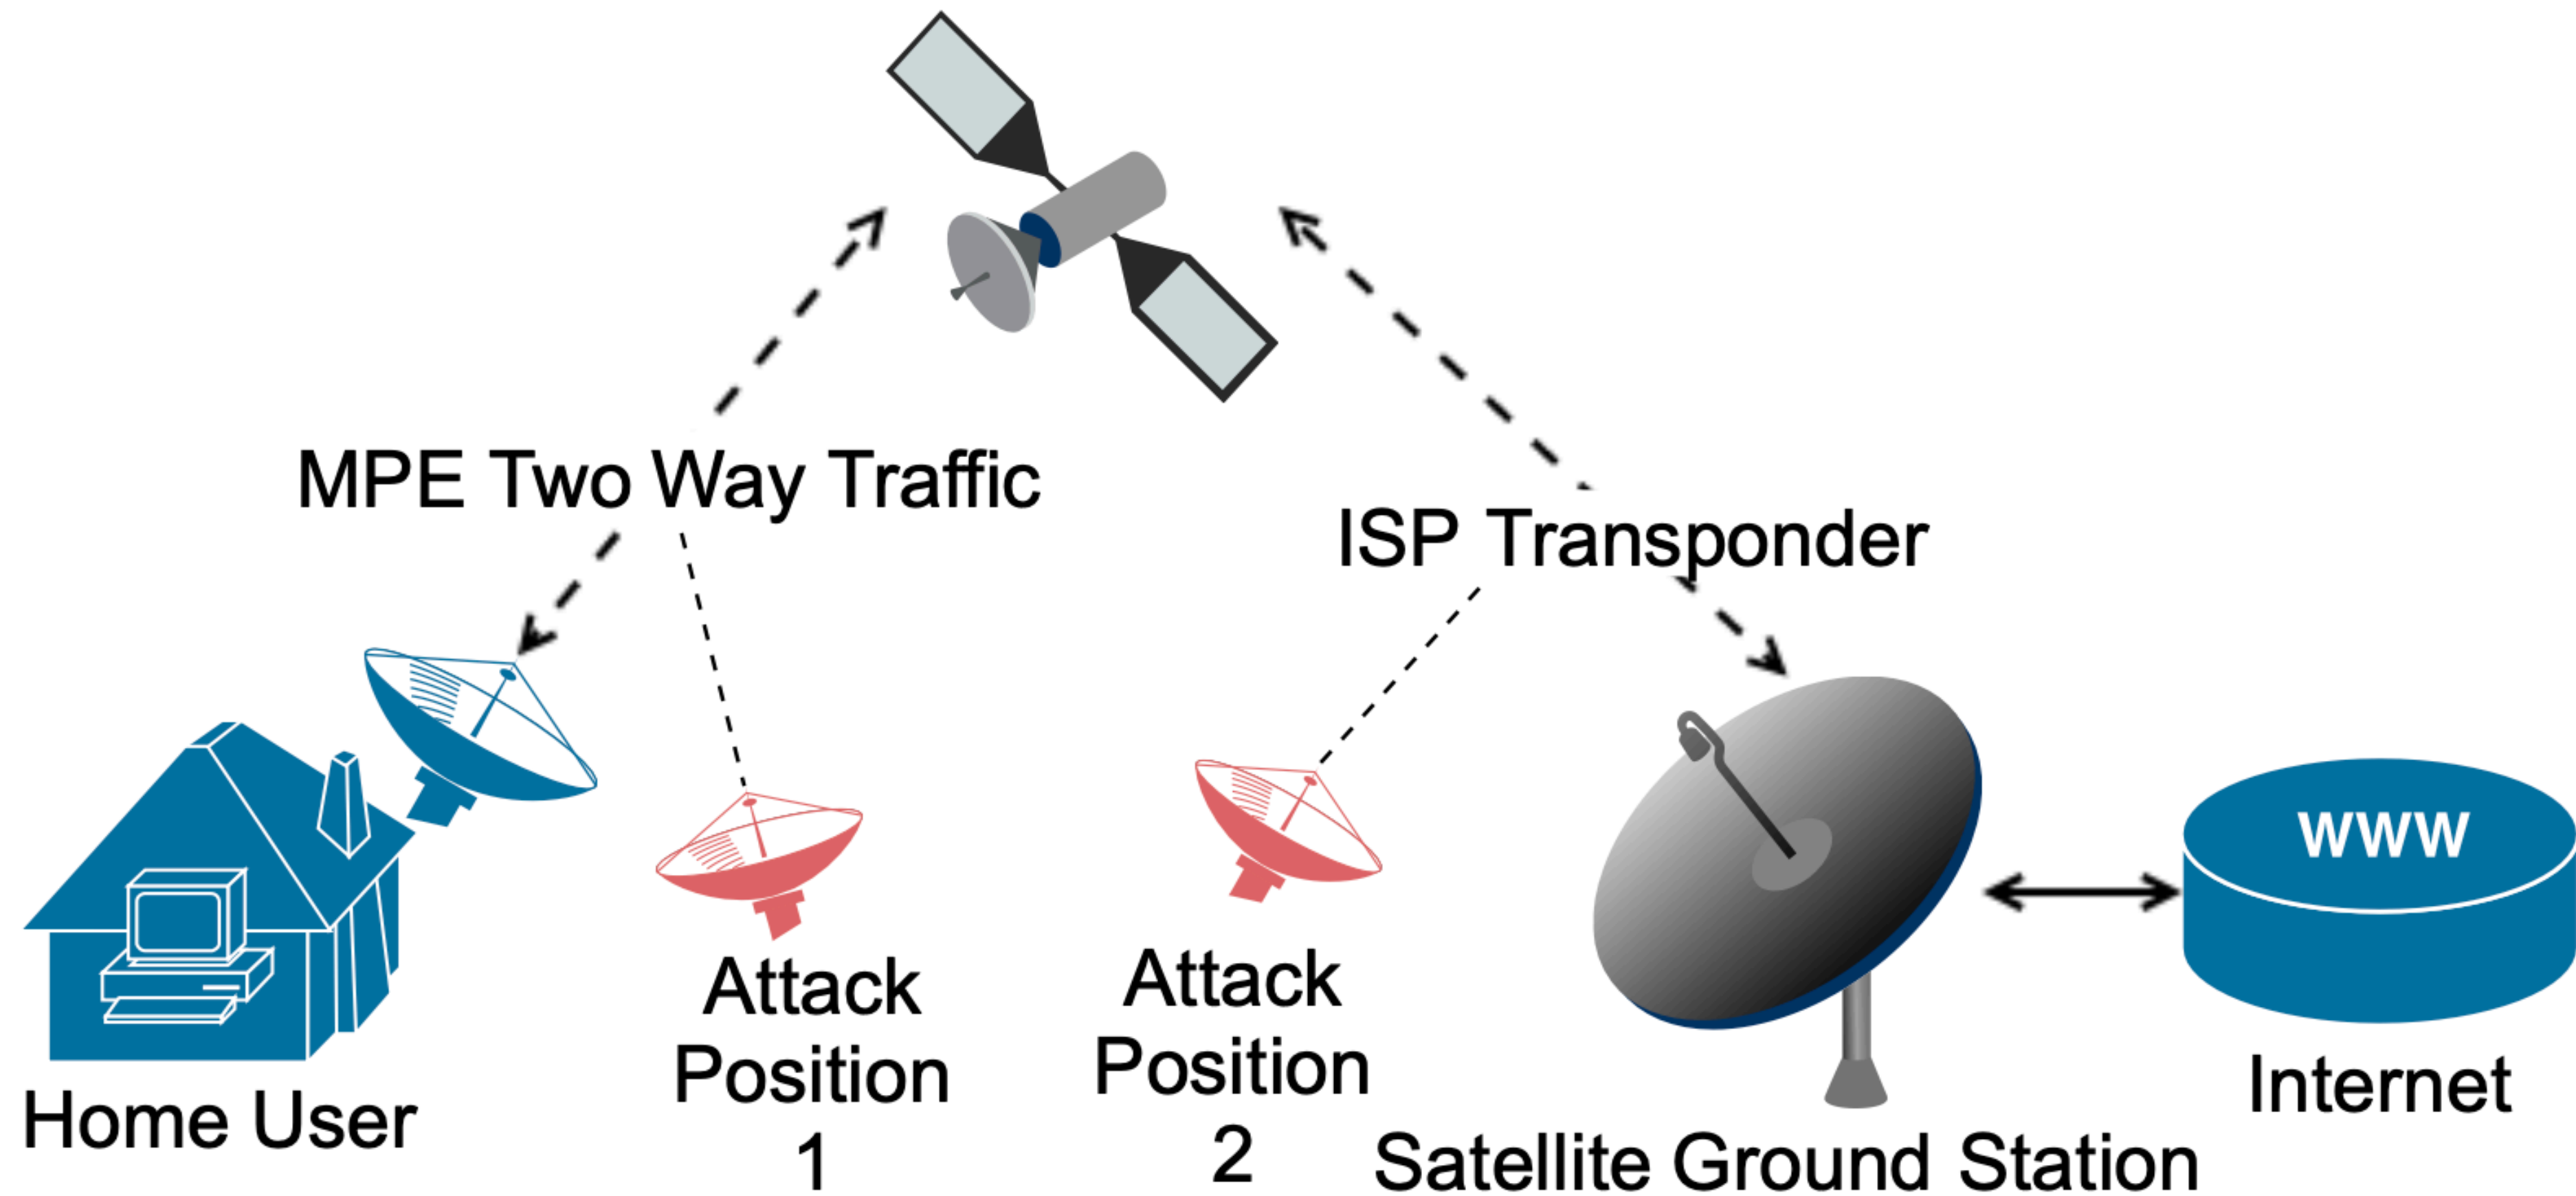 MPE Two Way Traffic
ISP Transponder
WWW
Attack
Position
1
Attack
Position
2
Home User
Satellite Ground Station
Internet